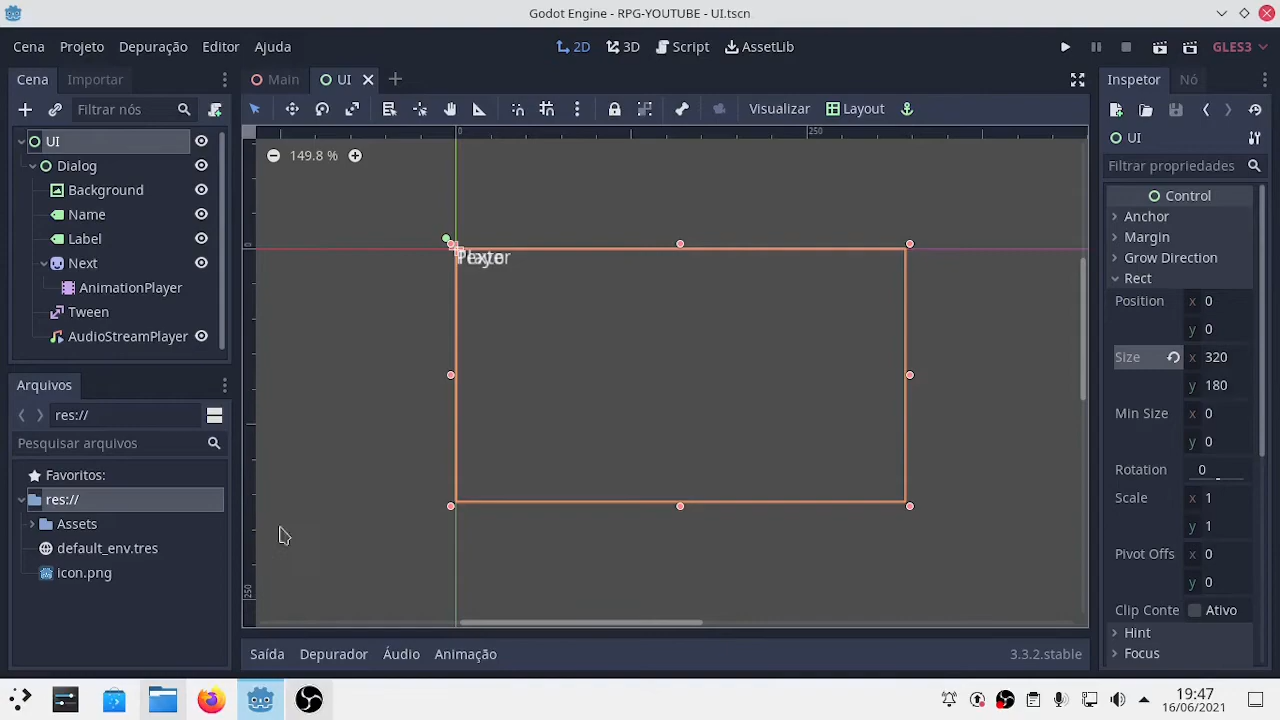 Godot Engine - RPG-YOUTUBE - UI.tscn
Cena Projeto Depuração Editor Ajuda
2D 3D Script AssetLib
GLES3
Cena Importar
Main UI
Inspetor Nó
Filtrar nós
Visualizar Layout
0 250
UI
UI
149.8 %
Dialog
Filtrar propriedades
Background
Control
Name
Anchor
Label
Margin
0
Player
Next
Grow Direction
Rect
AnimationPlayer
Position x 0
Tween
y 0
AudioStreamPlayer
Size x 320
Arquivos
y 180
res://
Min Size x 0
Pesquisar arquivos
y 0
Favoritos:
Rotation 0
res://
Scale x 1
Assets
y 1
default_env.tres
Pivot Offs x 0
icon.png
y 0
250
Clip Conte Ativo
Hint
Focus
Saída Depurador Áudio Animação 3.3.2.stable
19:47
16/06/2021